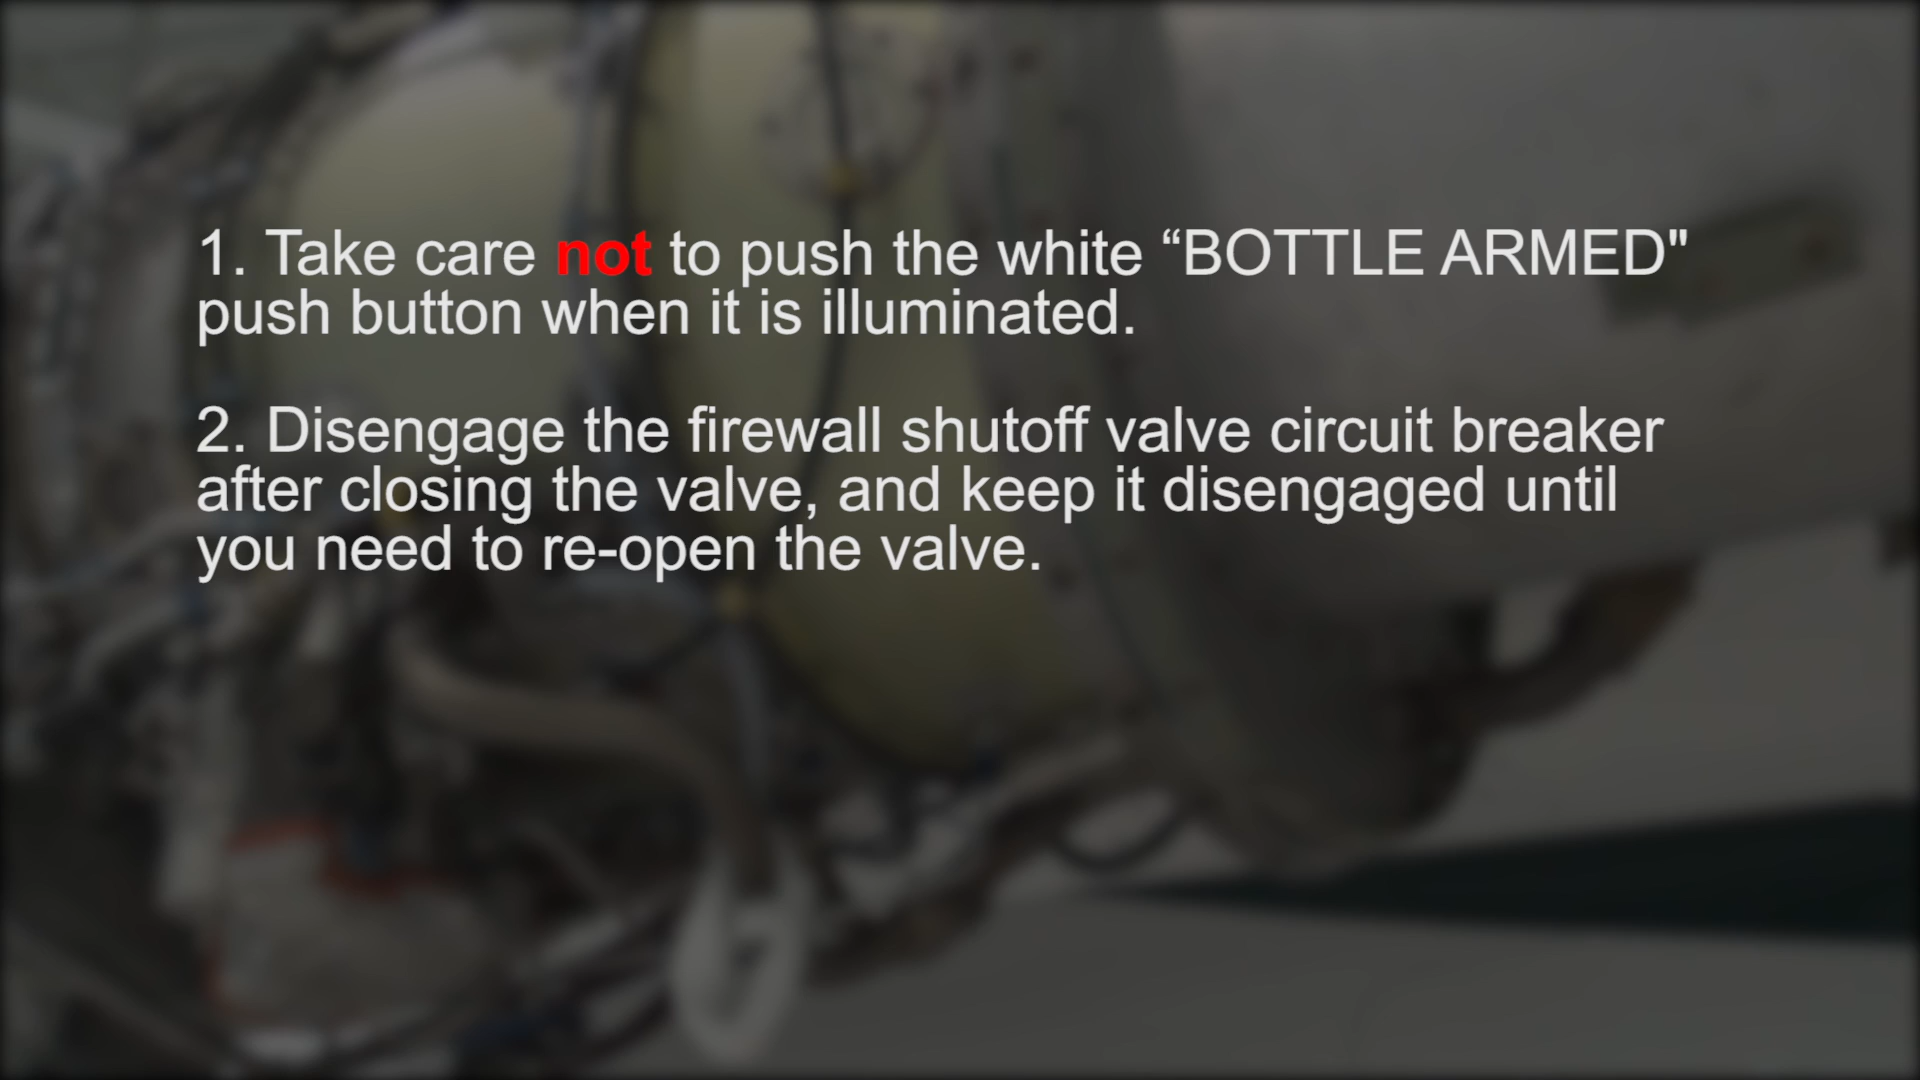 1. Take care not to push the white “BOTTLE ARMED"
push button when it is illuminated.
2. Disengage the firewall shutoff valve circuit breaker
after closing the valve, and keep it disengaged until
you need to re-open the valve.